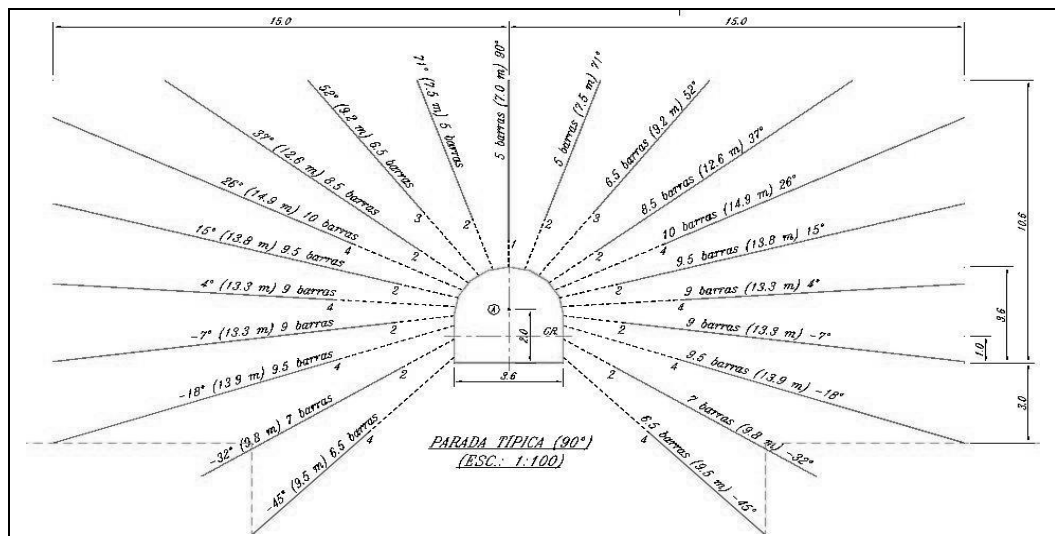 15.0 15.0
71° (7.5 m) 5 barras
5 barras (7.0 m) 90°
5 barras (7.5 m) 71°
52° (9.2 m) 6.5 barras
6.5 barras (9.2 m) 52°
37° (12.6 m) 8.5 barras
8.5 barras (12.6 m) 37°
26° (14.9 m) 10 barras
10 barras (14.9 m) 26°
15° (13.8 m) 9.5 barras
9.5 barras (13.8 m) 15°
4° (13.3 m) 9 barras
9 barras (13.3 m) 4°
-7° (13.3 m) 9 barras
9 barras (13.3 m) -7°
-18° (13.9 m) 9.5 barras
9.5 barras (13.9 m) -18°
-32° (9.8 m) 7 barras
7 barras (9.8 m) -32°
-45° (9.5 m) 6.5 barras
6.5 barras (9.5 m) -45°
3 2 1 2 3
4 2 2 4
2 2
4 4
2 2
4 2 2 4
4 4
A
GR.
2.0
3.6
10.6
3.6
1.0
3.0
PARADA TÍPICA (90°)
(ESC.: 1:100)